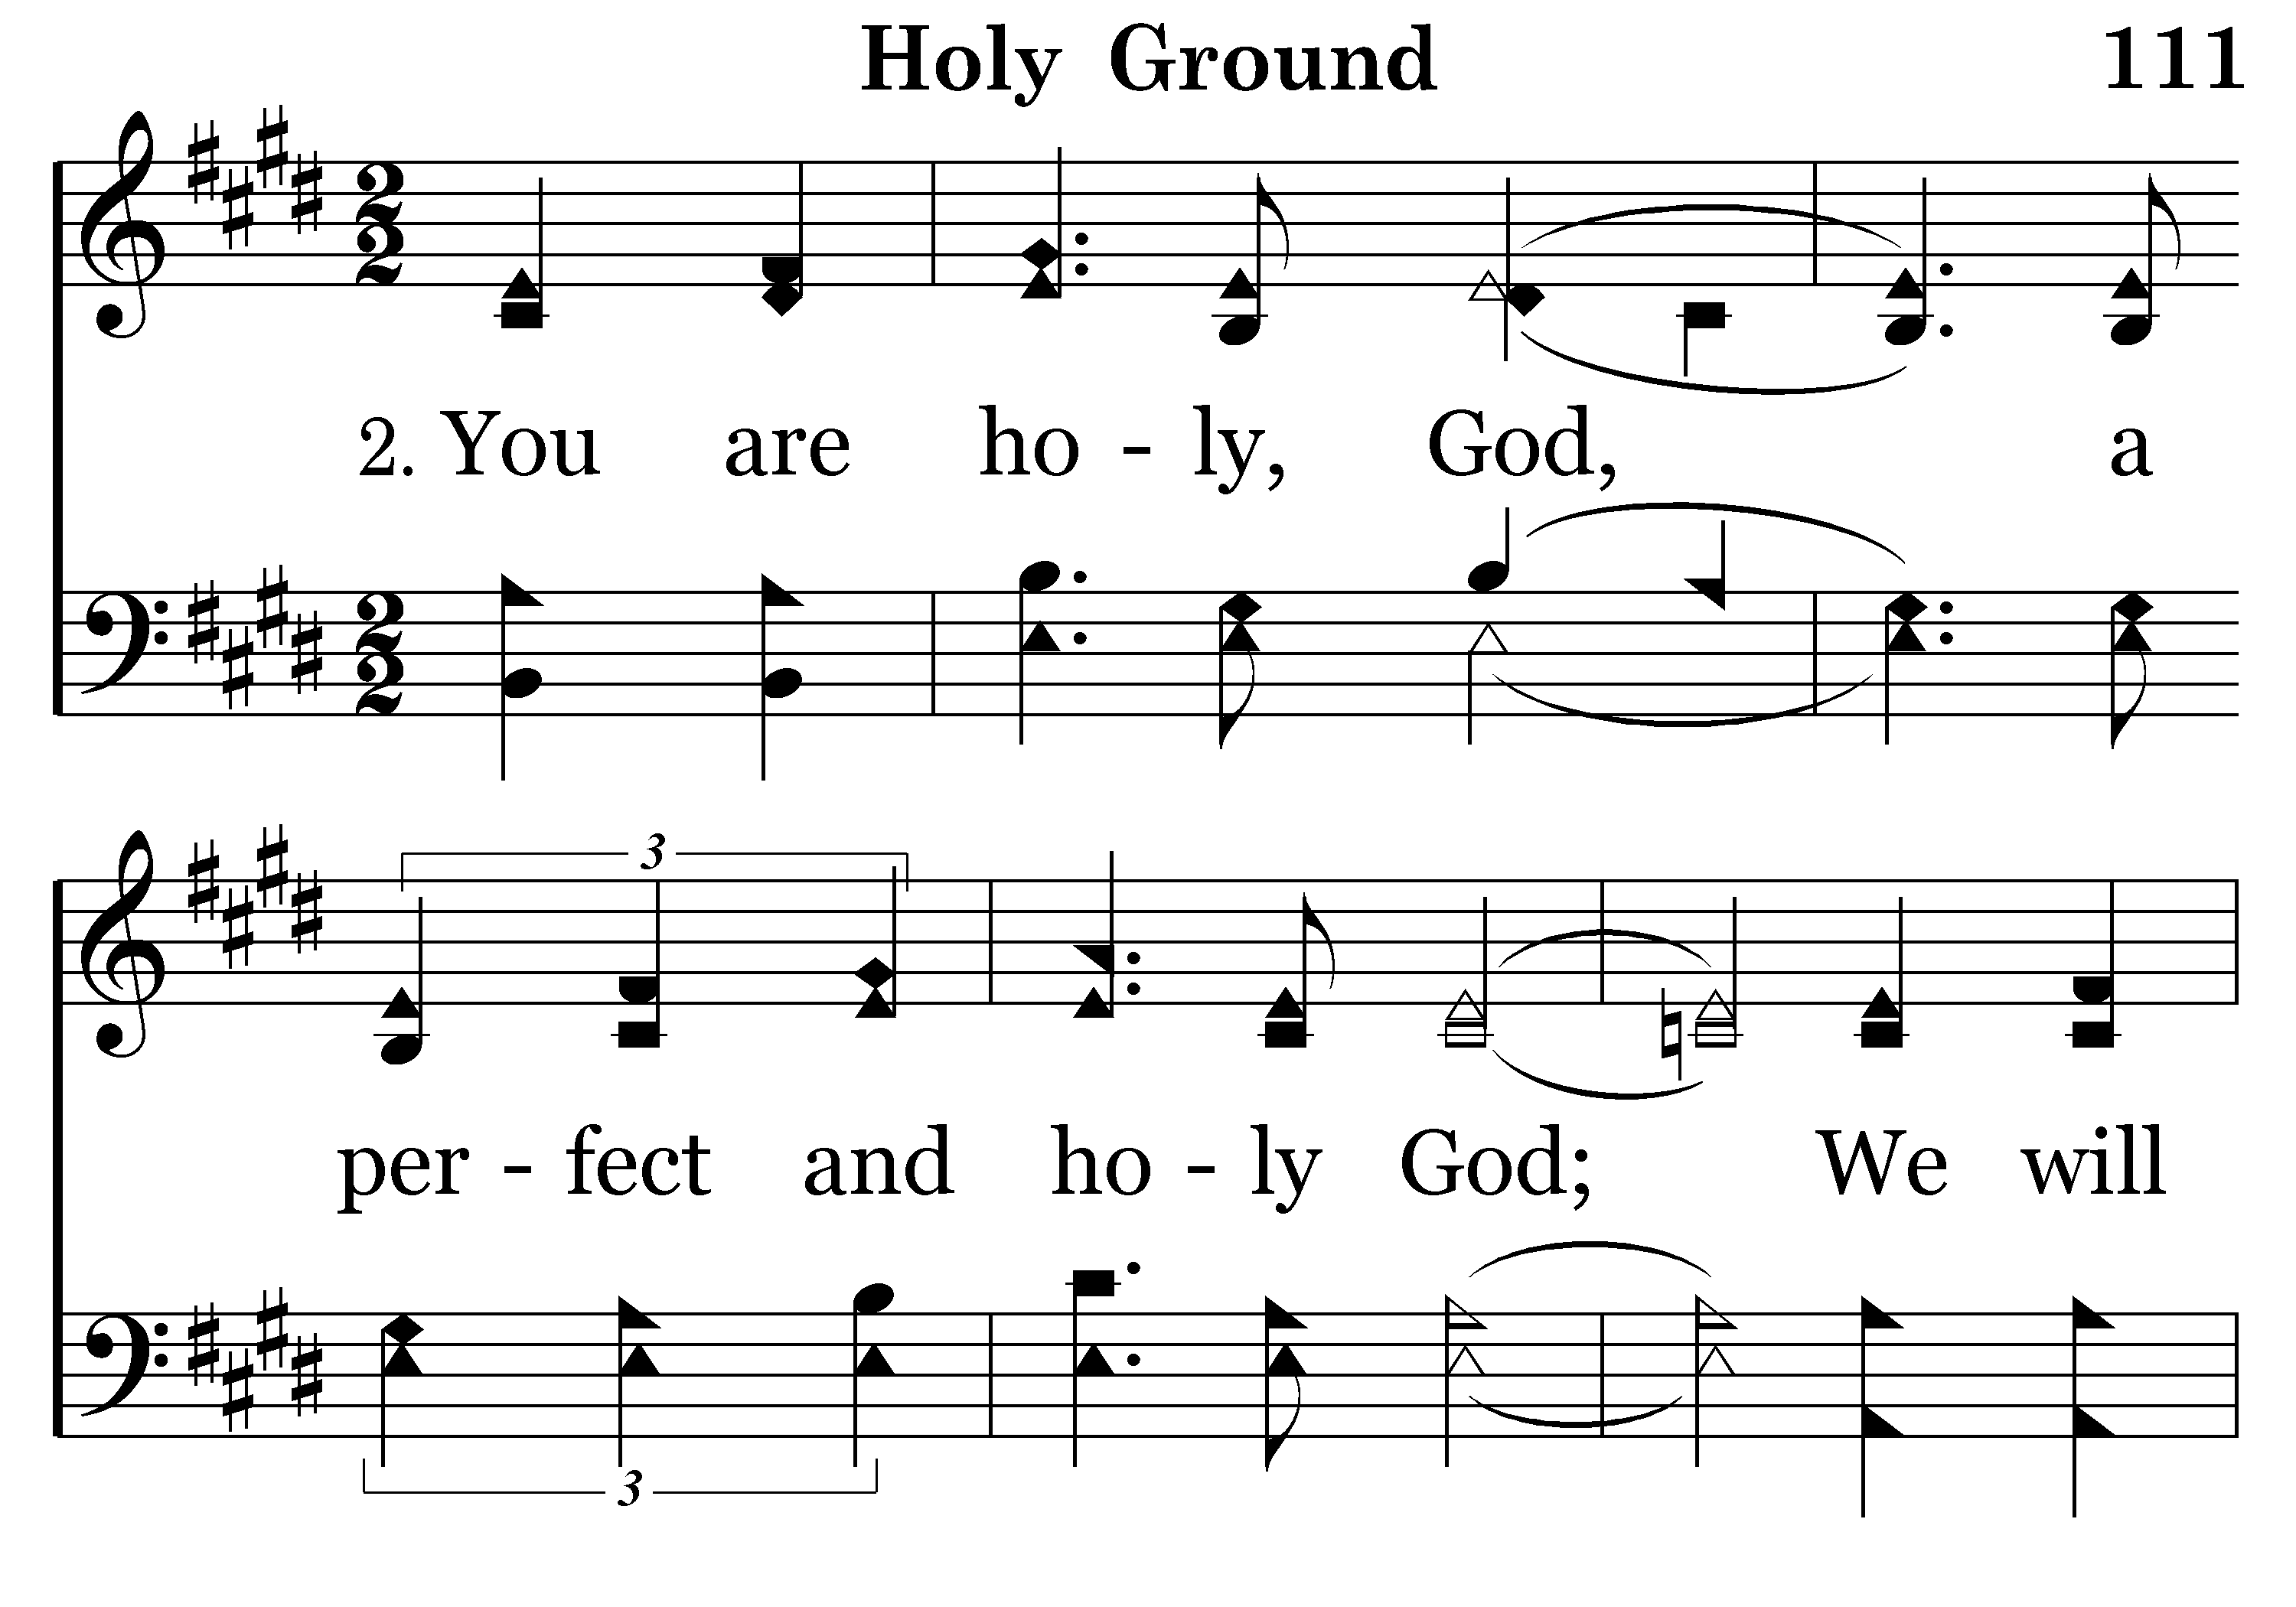 Holy Ground 111
2. You are ho - ly, God, a
3
per - fect and ho - ly God; We will
3